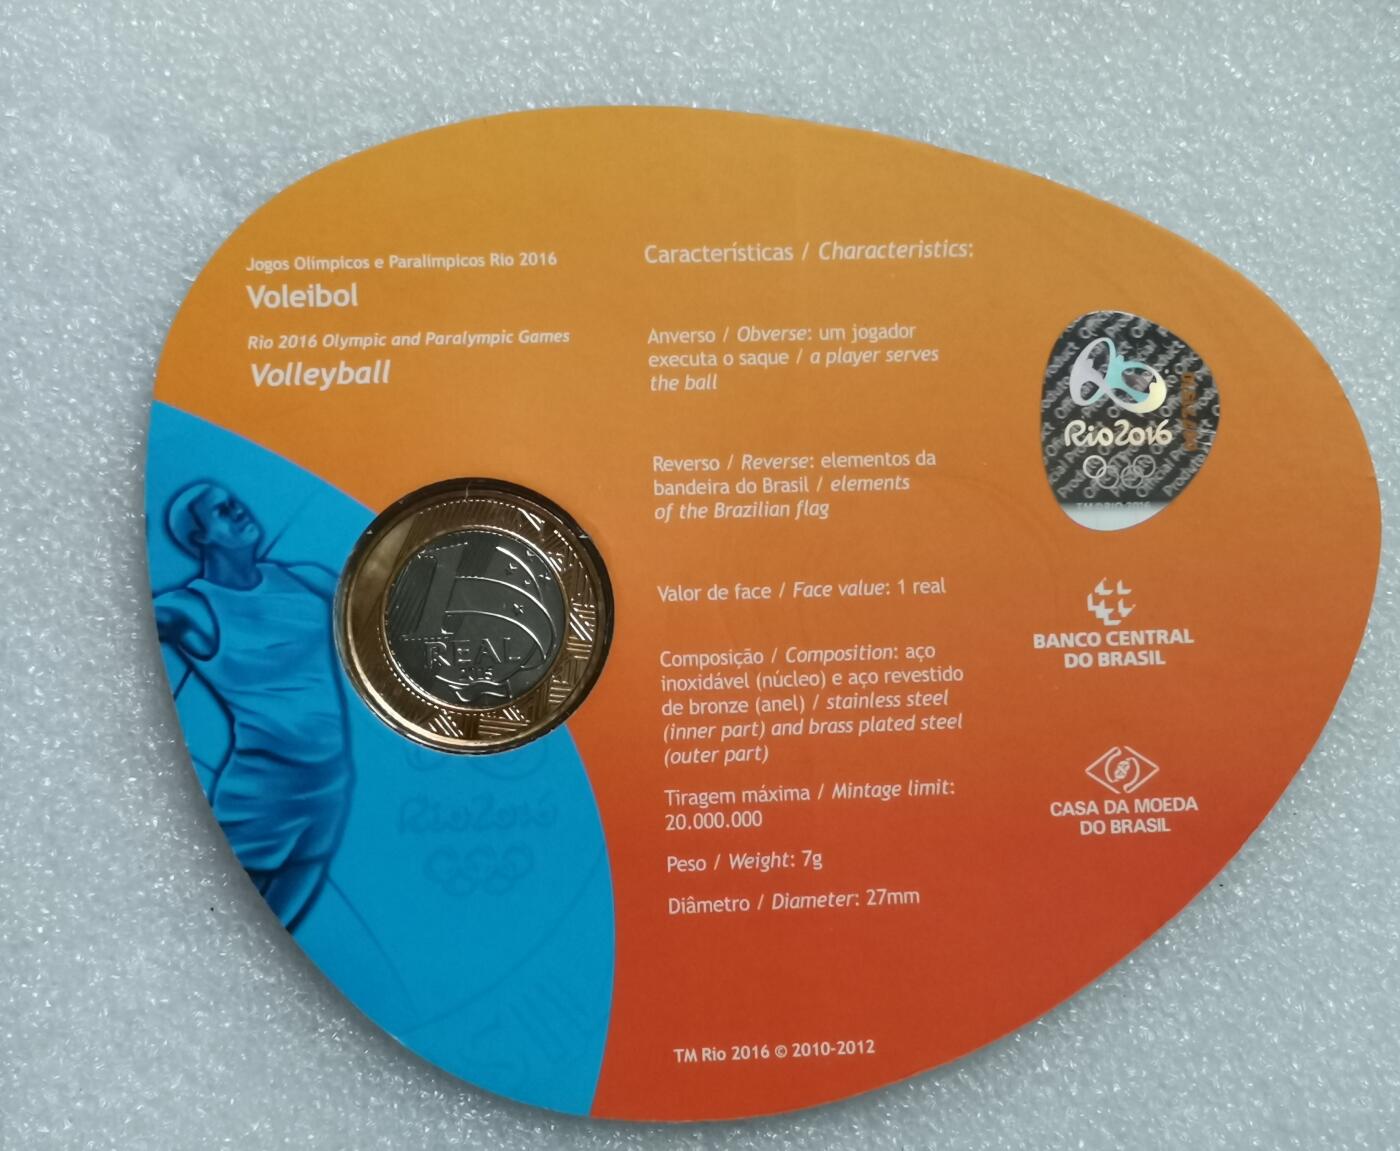 Jogos Olímpicos e Paralímpicos Rio 2016
Voleibol
Rio 2016 Olympic and Paralympic Games
Volleyball
1
REAL
2015
Rio2016
Características / Characteristics:
Anverso / Obverse: um jogador
executa o saque / a player serves
the ball
Reverso / Reverse: elementos da
bandeira do Brasil / elements
of the Brazilian flag
Valor de face / Face value: 1 real
Composição / Composition: aço
inoxidável (núcleo) e aço revestido
de bronze (anel) / stainless steel
(inner part) and brass plated steel
(outer part)
Tiragem máxima / Mintage limit:
20.000.000
Peso / Weight: 7g
Diâmetro / Diameter: 27mm
TM Rio 2016 © 2010-2012
Rio2016
Official Product
BANCO CENTRAL
DO BRASIL
CASA DA MOEDA
DO BRASIL